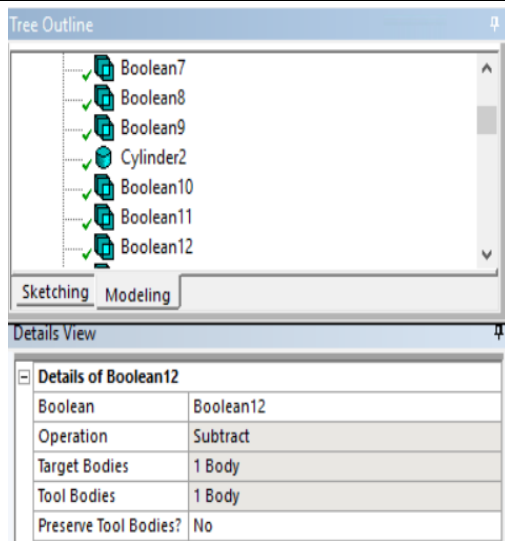 Tree Outline
Boolean7
Boolean8
Boolean9
Cylinder2
Boolean10
Boolean11
Boolean12
Sketching Modeling
Details View
Details of Boolean12
Boolean Boolean12
Operation Subtract
Target Bodies 1 Body
Tool Bodies 1 Body
Preserve Tool Bodies? No